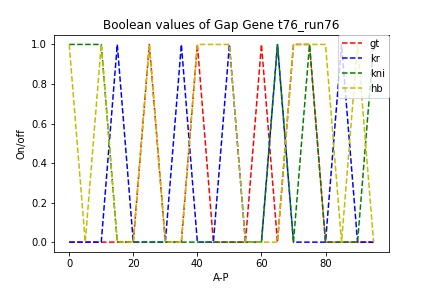 Boolean values of Gap Gene t76_run76
gt
kr
kni
hb
1.0
0.8
0.6
0.4
0.2
0.0
On/off
0 20 40 60 80
A-P